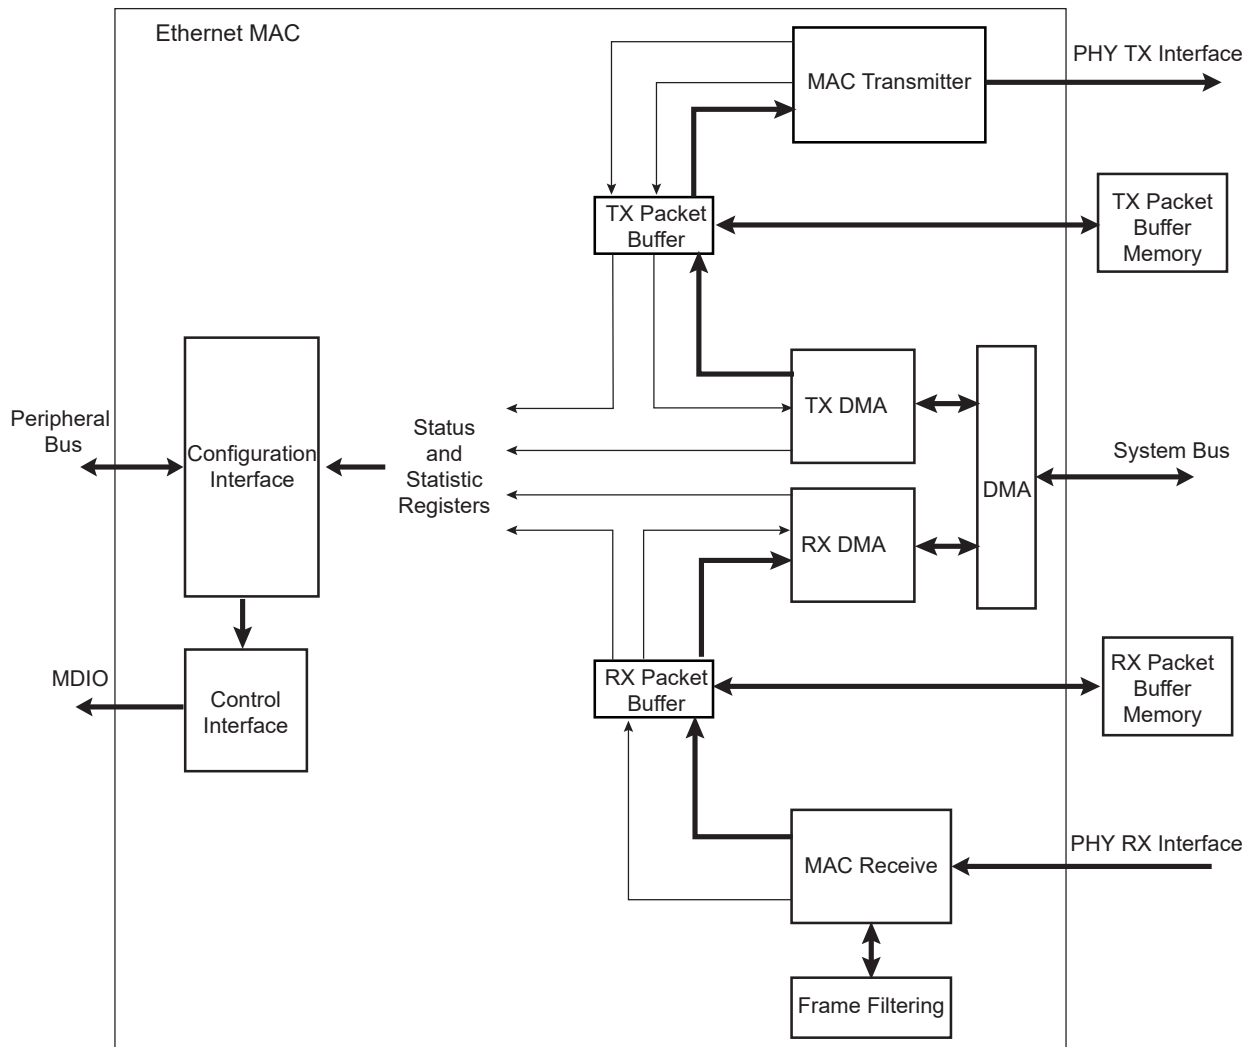 Ethernet MAC
PHY TX Interface
MAC Transmitter
TX Packet
Buffer
TX Packet
Buffer
Memory
Peripheral
Bus
Configuration
Interface
Status
and
Statistic
Registers
TX DMA
DMA
System Bus
RX DMA
MDIO
Control
Interface
RX Packet
Buffer
RX Packet
Buffer
Memory
MAC Receive
PHY RX Interface
Frame Filtering